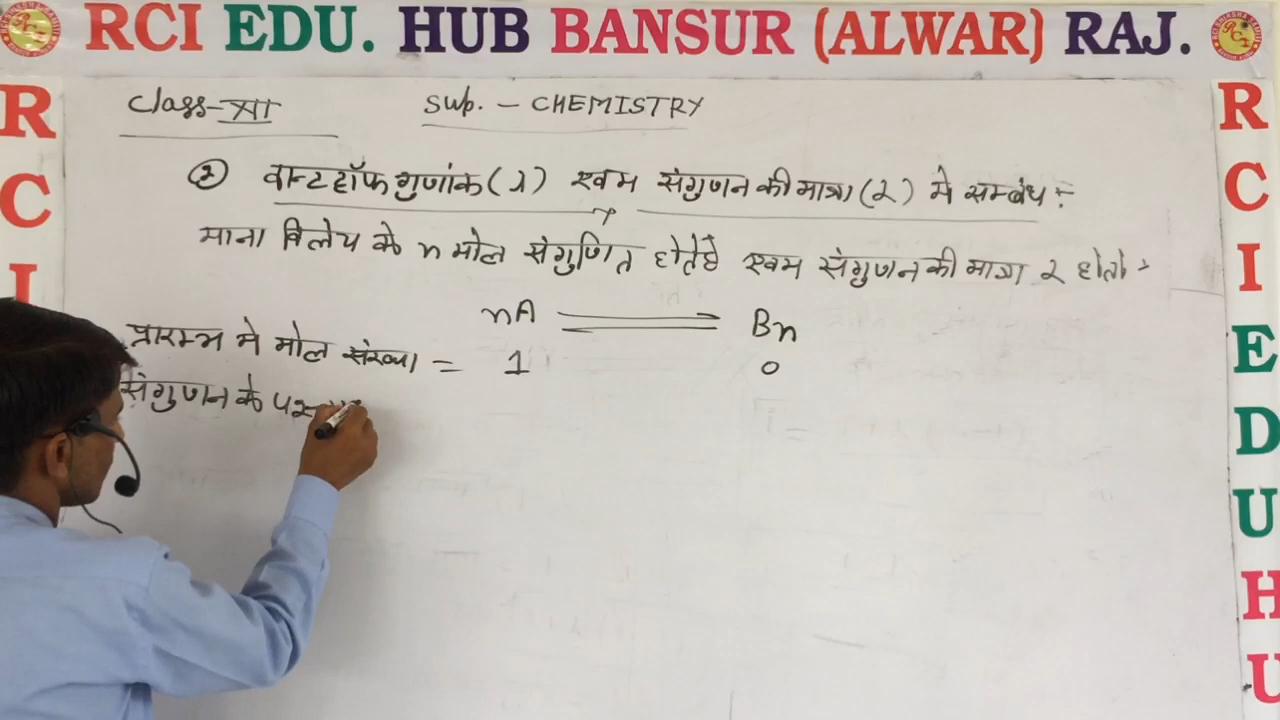 RCI EDU. HUB BANSUR (ALWAR) RAJ.
Class-XII Sub. - CHEMISTRY
② वान्टहॉफ गुणांक (i) एवम संगुणन की मात्रा (α) मे सम्बंध :-
माना विलेय के n मोल संगुणित होते है एवम संगुणन की मात्रा α हो तो -
nA ⇌ Bn
प्रारम्भ मे मोल संख्या = 1 0
संगुणन के पश्
R
C
I
R
C
I
E
D
U
H
U